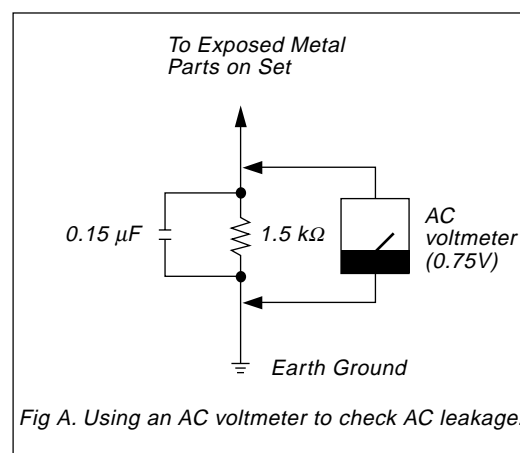 To Exposed Metal
Parts on Set
0.15 μF
1.5 kΩ
AC
voltmeter
(0.75V)
Earth Ground
Fig A. Using an AC voltmeter to check AC leakage.